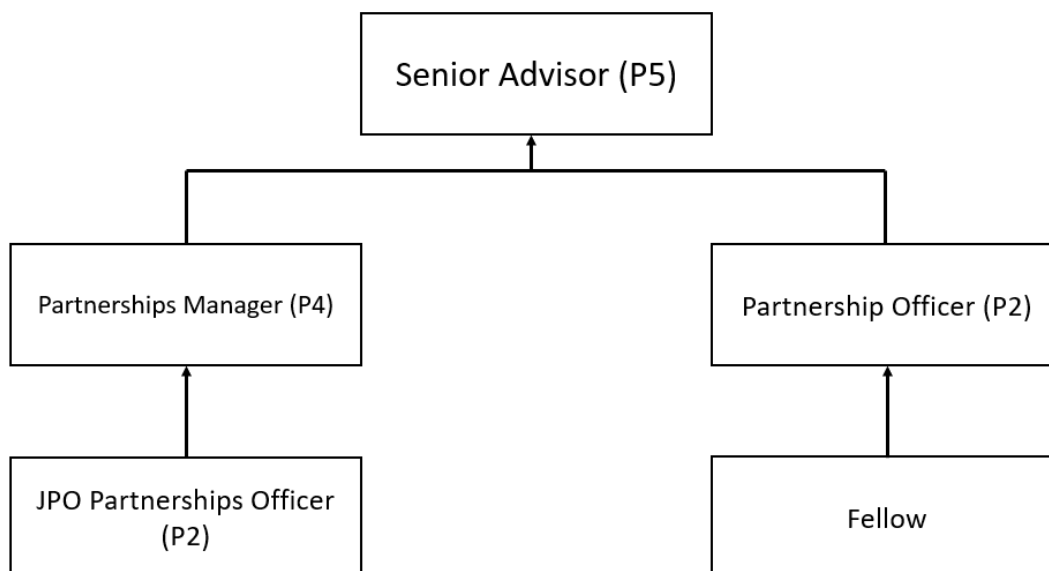 Senior Advisor (P5)
Partnerships Manager (P4)
Partnership Officer (P2)
JPO Partnerships Officer
(P2)
Fellow